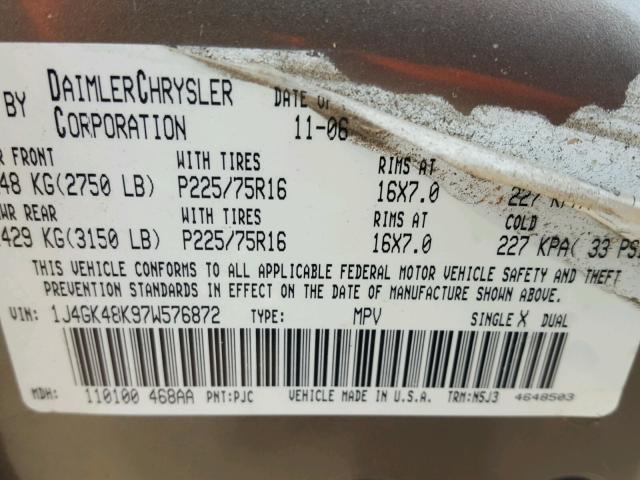 BY DAIMLERCHRYSLER CORPORATION DATE OF
11-06
R FRONT WITH TIRES RIMS AT
48 KG(2750 LB) P225/75R16 16X7.0 227
WR REAR WITH TIRES RIMS AT COLD
429 KG(3150 LB) P225/75R16 16X7.0 227 KPA( 33 PSI
THIS VEHICLE CONFORMS TO ALL APPLICABLE FEDERAL MOTOR VEHICLE SAFETY AND THEFT
PREVENTION STANDARDS IN EFFECT ON THE DATE OF MANUFACTURE SHOWN ABOVE.
VIN: 1J4GK48K97W576872 TYPE: MPV SINGLE X DUAL
MDH: 110100 468AA PNT:PJC VEHICLE MADE IN U.S.A. TRM:N5J3 4648503